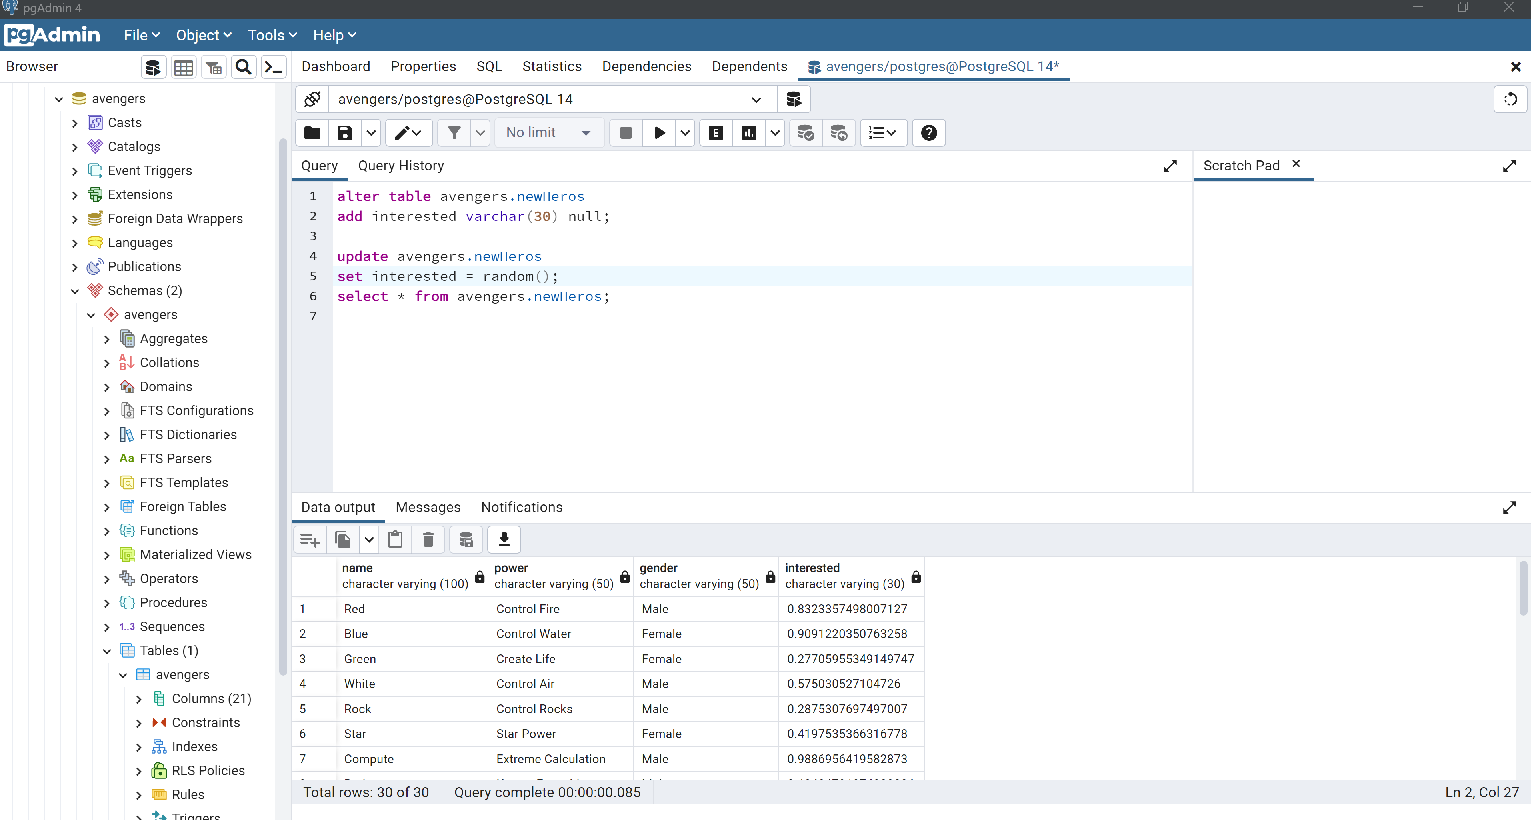 pgAdmin 4
pgAdmin File Object Tools Help
Browser
Dashboard Properties SQL Statistics Dependencies Dependents avengers/postgres@PostgreSQL 14*
avengers
Casts
Catalogs
Event Triggers
Extensions
Foreign Data Wrappers
Languages
Publications
Schemas (2)
avengers
Aggregates
Collations
Domains
FTS Configurations
FTS Dictionaries
Aa FTS Parsers
FTS Templates
Foreign Tables
Functions
Materialized Views
Operators
Procedures
1..3 Sequences
Tables (1)
avengers
Columns (21)
Constraints
Indexes
RLS Policies
Rules
Triggers
avengers/postgres@PostgreSQL 14
No limit
E
Query Query History
Scratch Pad
1 alter table avengers.newHeros
2 add interested varchar(30) null;
3
4 update avengers.newHeros
5 set interested = random();
6 select * from avengers.newHeros;
7
Data output Messages Notifications
name power gender interested
character varying (100) character varying (50) character varying (50) character varying (30)
1 Red Control Fire Male 0.8323357498007127
2 Blue Control Water Female 0.9091220350763258
3 Green Create Life Female 0.27705955349149747
4 White Control Air Male 0.575030527104726
5 Rock Control Rocks Male 0.2875307697497007
6 Star Star Power Female 0.4197535366316778
7 Compute Extreme Calculation Male 0.9886956419582873
Total rows: 30 of 30 Query complete 00:00:00.085 Ln 2, Col 27